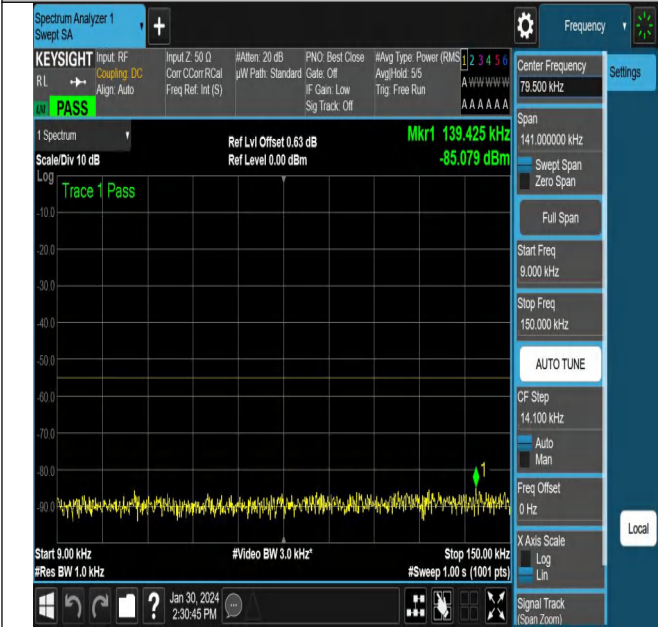 Spectrum Analyzer 1
Swept SA
Frequency
KEYSIGHT
RL
PASS
Input: RF
Coupling: DC
Align: Auto
Input Z: 50 Ω
Corr CCorr RCal
Freq Ref: Int (S)
#Atten: 20 dB
µW Path: Standard
PNO: Best Close
Gate: Off
IF Gain: Low
Sig Track: Off
#Avg Type: Power (RMS
Avg|Hold: 5/5
Trig: Free Run
1 2 3 4 5 6
A W W W W W
A A A A A A
1 Spectrum
Scale/Div 10 dB
Ref Lvl Offset 0.63 dB
Ref Level 0.00 dBm
Mkr1 139.425 kHz
-85.079 dBm
Log
Trace 1 Pass
-10.0
-20.0
-30.0
-40.0
-50.0
-60.0
-70.0
-80.0
-90.0
1
Start 9.00 kHz
#Res BW 1.0 kHz
#Video BW 3.0 kHz*
Stop 150.00 kHz
#Sweep 1.00 s (1001 pts)
Jan 30, 2024
2:30:45 PM
Center Frequency
79.500 kHz
Settings
Span
141.000000 kHz
Swept Span
Zero Span
Full Span
Start Freq
9.000 kHz
Stop Freq
150.000 kHz
AUTO TUNE
CF Step
14.100 kHz
Auto
Man
Freq Offset
0 Hz
X Axis Scale
Log
Lin
Local
Signal Track
(Span Zoom)